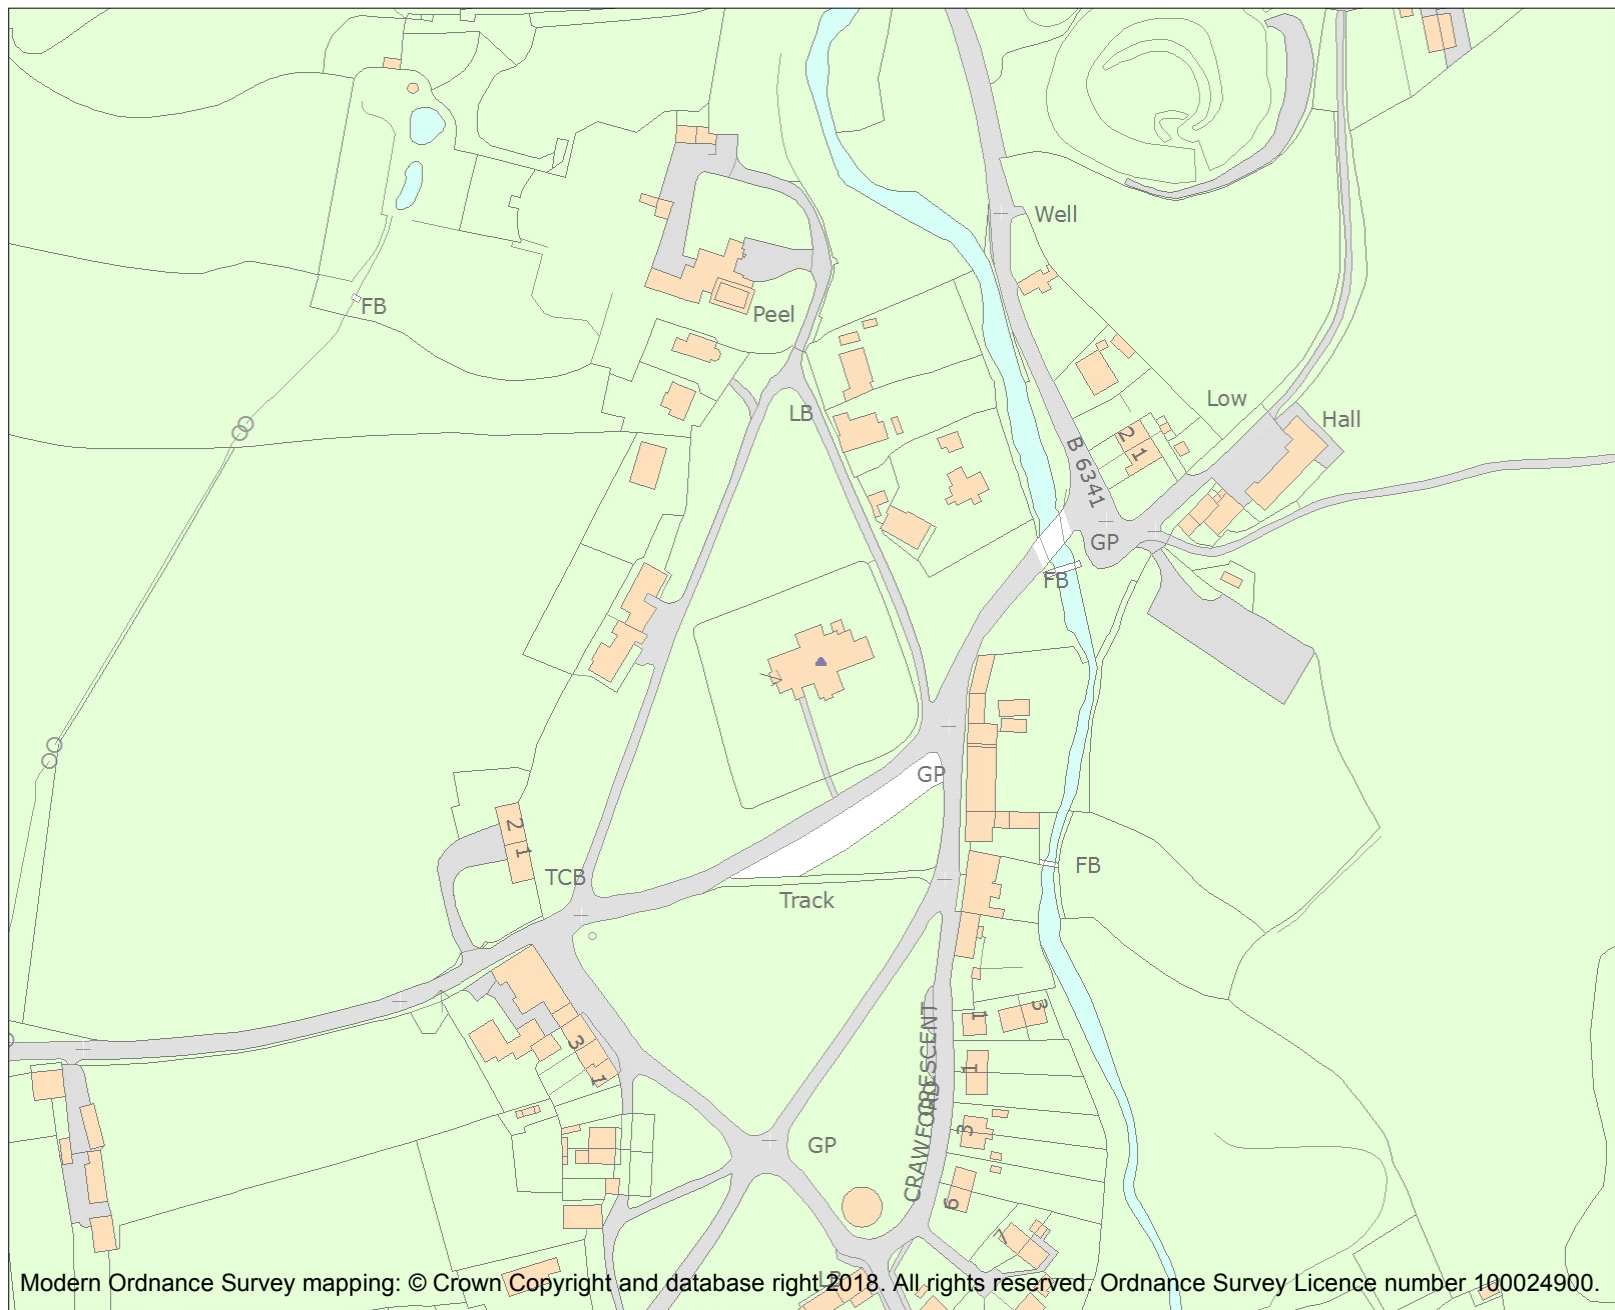 Well
FB
Peel
LB
Low
Hall
B 6341
2
1
GP
FB
GP
2
1
TCB
FB
Track
3
1
1
3
CRAWFORD
CRESCENT
1
3
GP
6
7
LB
Modern Ordnance Survey mapping: © Crown Copyright and database right 2018. All rights reserved. Ordnance Survey Licence number 100024900.